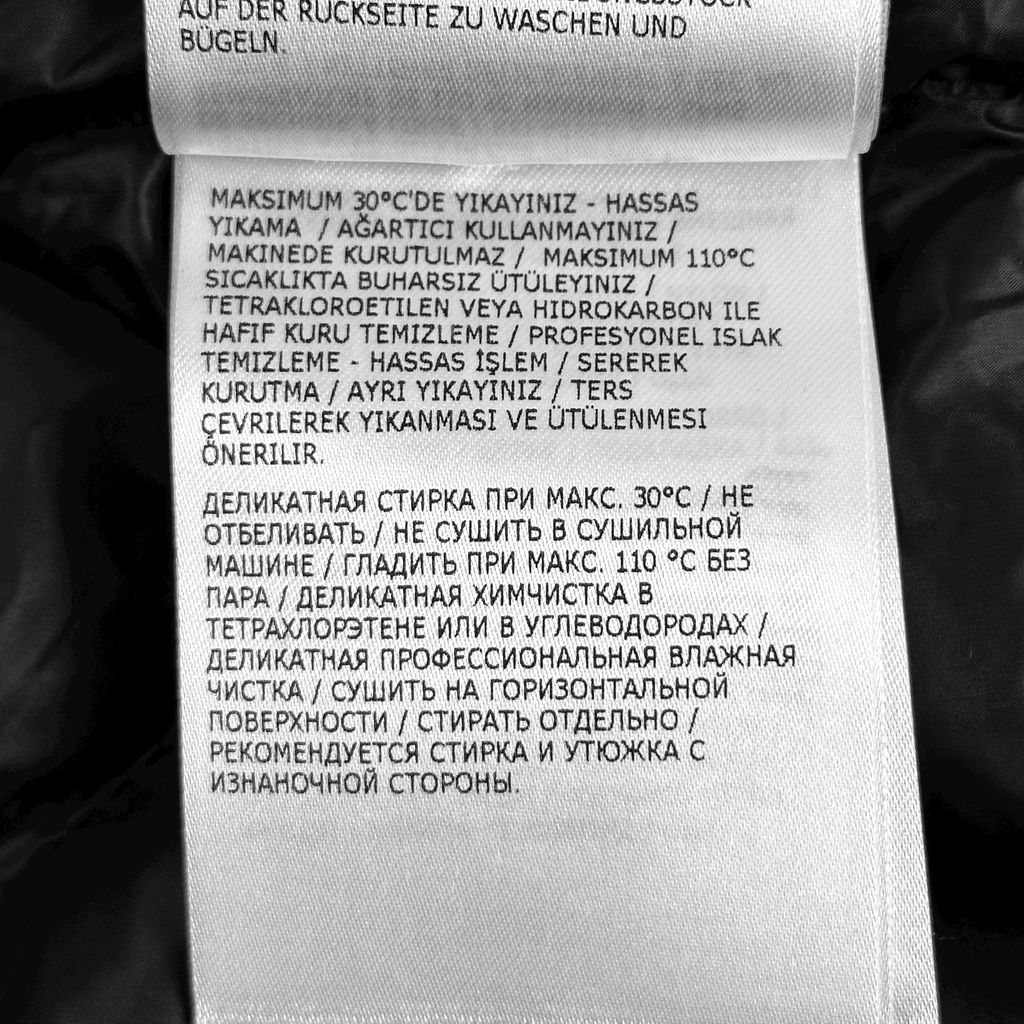 AUF DER RÜCKSEITE ZU WASCHEN UND
BÜGELN.
MAKSIMUM 30°C'DE YIKAYINIZ - HASSAS
YIKAMA / AĞARTICI KULLANMAYINIZ /
MAKINEDE KURUTULMAZ / MAKSIMUM 110°C
SICAKLIKTA BUHARSIZ ÜTÜLEYINIZ /
TETRAKLOROETILEN VEYA HIDROKARBON ILE
HAFIF KURU TEMIZLEME / PROFESYONEL ISLAK
TEMIZLEME - HASSAS İŞLEM / SEREREK
KURUTMA / AYRI YIKAYINIZ / TERS
ÇEVRILEREK YIKANMASI VE ÜTÜLENMESI
ÖNERILIR.
ДЕЛИКАТНАЯ СТИРКА ПРИ МАКС. 30°C / НЕ
ОТБЕЛИВАТЬ / НЕ СУШИТЬ В СУШИЛЬНОЙ
МАШИНЕ / ГЛАДИТЬ ПРИ МАКС. 110 °C БЕЗ
ПАРА / ДЕЛИКАТНАЯ ХИМЧИСТКА В
ТЕТРАХЛОРЭТЕНЕ ИЛИ В УГЛЕВОДОРОДАХ /
ДЕЛИКАТНАЯ ПРОФЕССИОНАЛЬНАЯ ВЛАЖНАЯ
ЧИСТКА / СУШИТЬ НА ГОРИЗОНТАЛЬНОЙ
ПОВЕРХНОСТИ / СТИРАТЬ ОТДЕЛЬНО /
РЕКОМЕНДУЕТСЯ СТИРКА И УТЮЖКА С
ИЗНАНОЧНОЙ СТОРОНЫ.